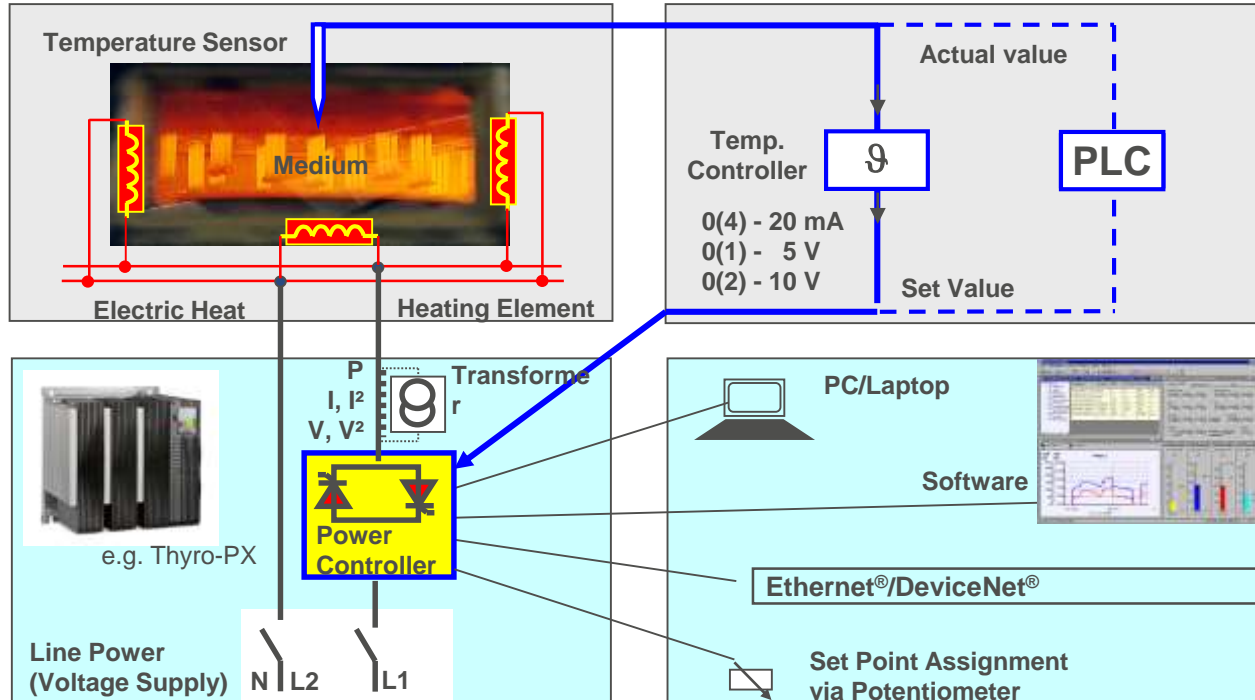 Temperature Sensor
Medium
Electric Heat
Heating Element
Actual value
Temp.
Controller
ϑ
PLC
0(4) - 20 mA
0(1) - 5 V
0(2) - 10 V
Set Value
P
I, I²
V, V²
Transforme
r
e.g. Thyro-PX
Power
Controller
Line Power
(Voltage Supply)
N L2
L1
PC/Laptop
Software
Ethernet®/DeviceNet®
Set Point Assignment
via Potentiometer